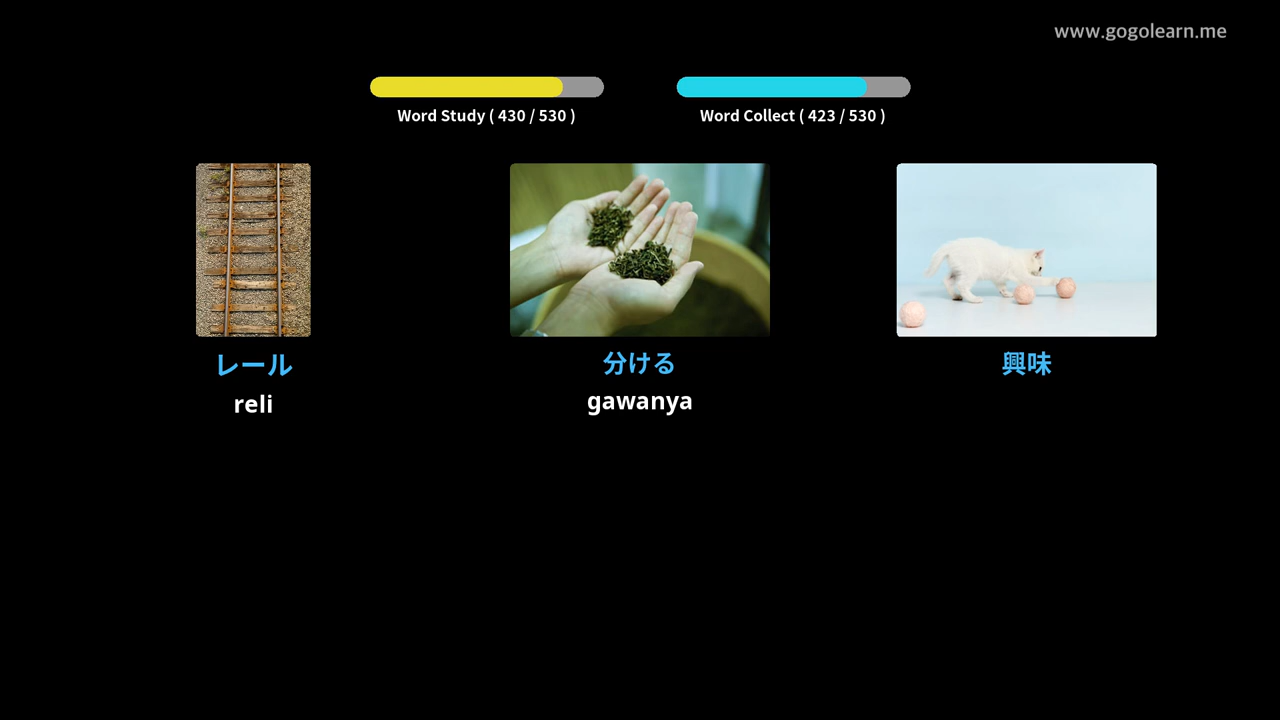 www.gogolearn.me
Word Study ( 430 / 530 )
Word Collect ( 423 / 530 )
レール
reli
分ける
gawanya
興味